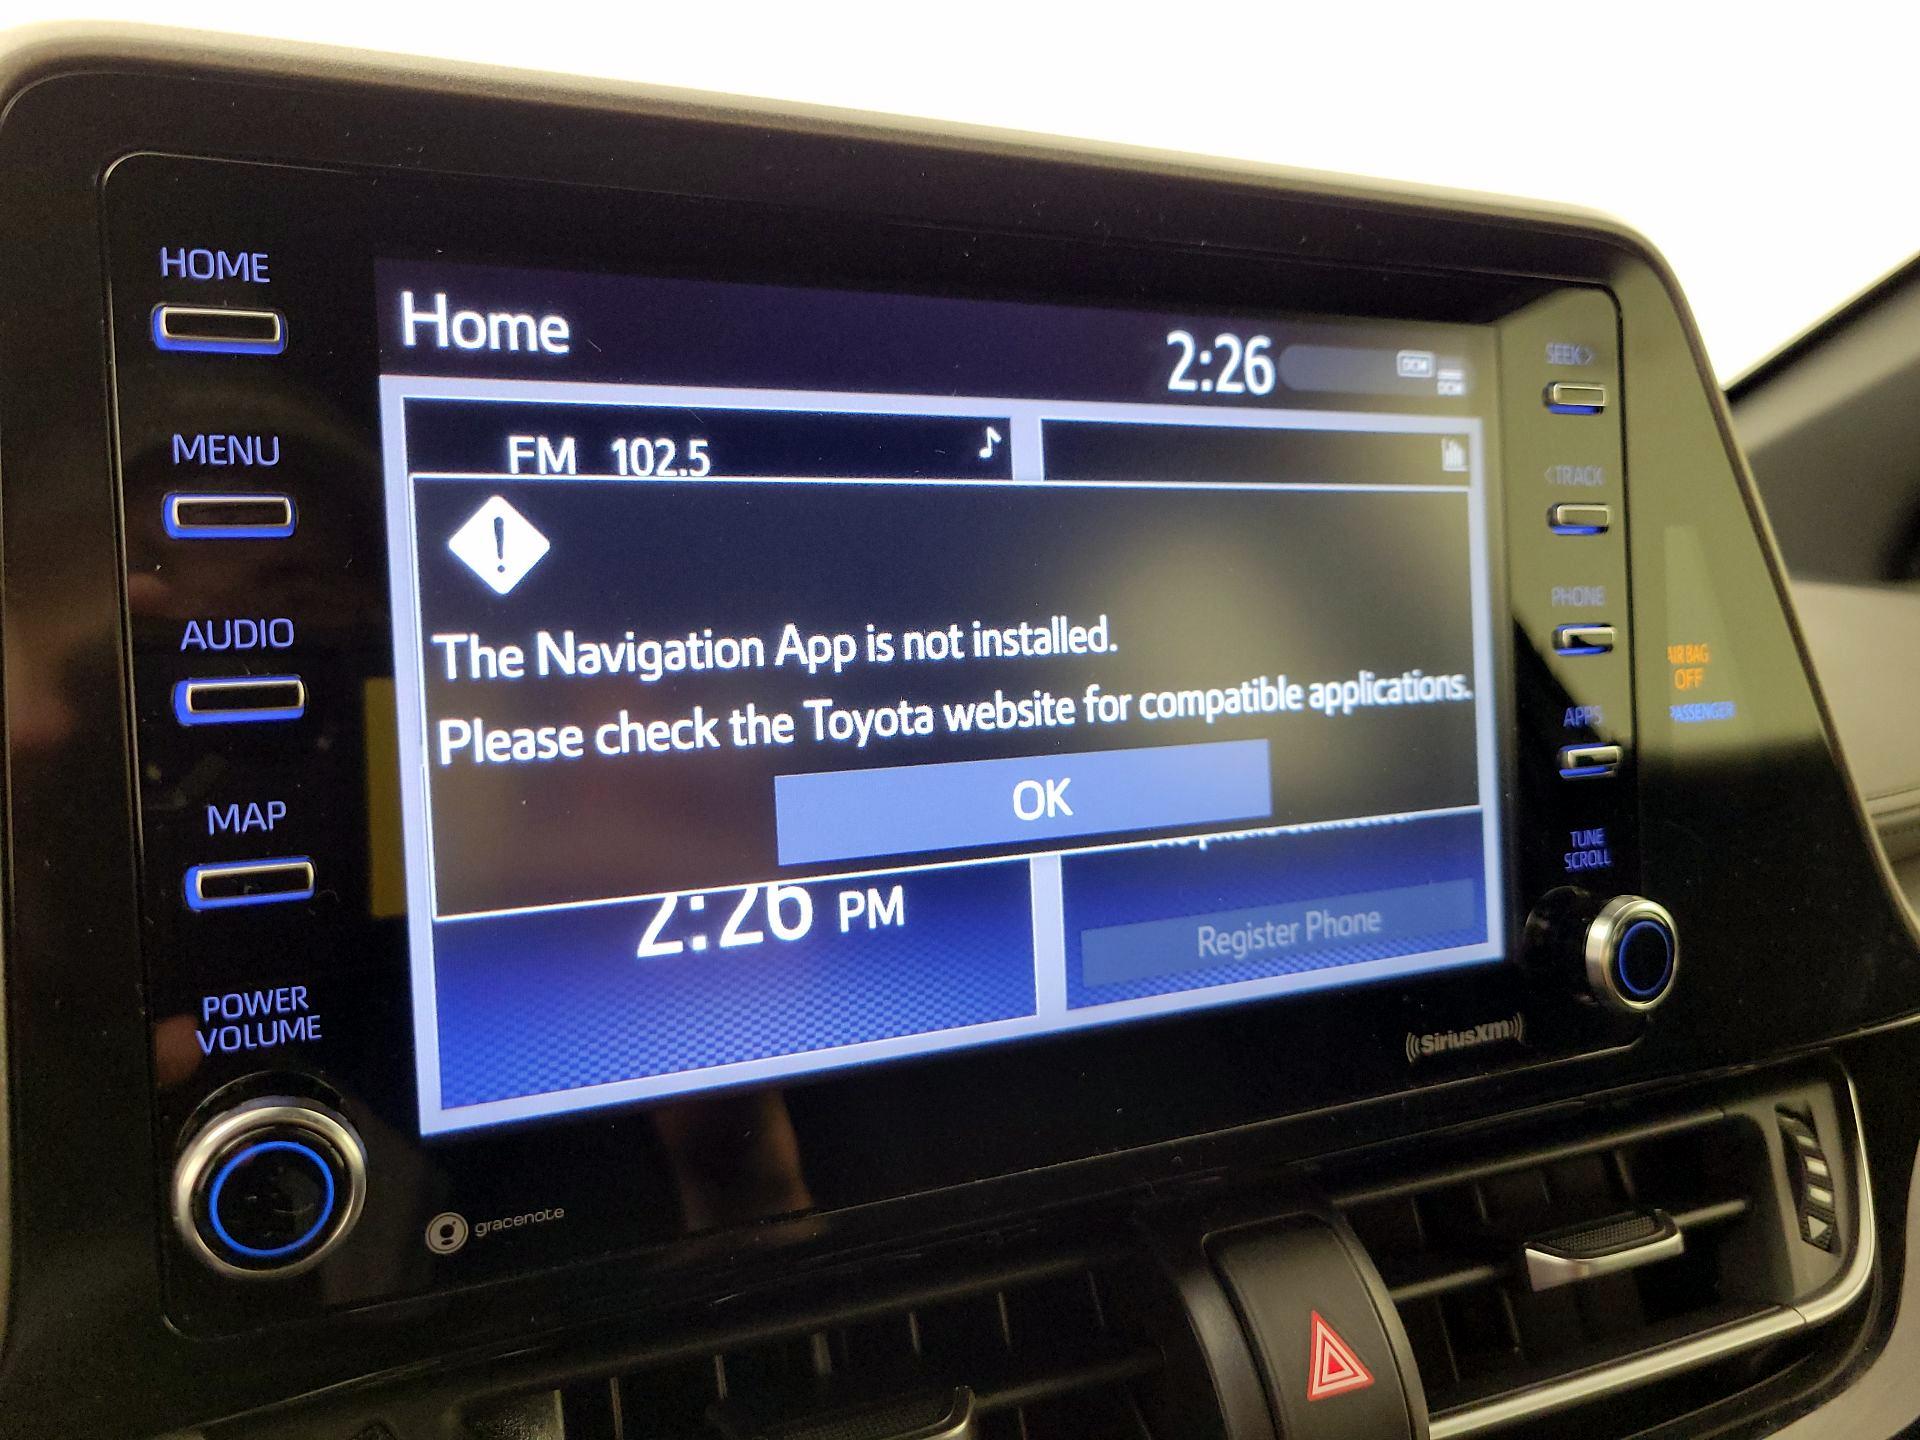 HOME
MENU
AUDIO
MAP
POWER
VOLUME
Home
2:26
DCM
DCM
FM 102.5
!
The Navigation App is not installed.
Please check the Toyota website for compatible applications.
OK
2:26 PM
Register Phone
SEEK >
< TRACK
PHONE
APPS
TUNE
SCROLL
AIR BAG
OFF
PASSENGER
gracenote
((SiriusXM))